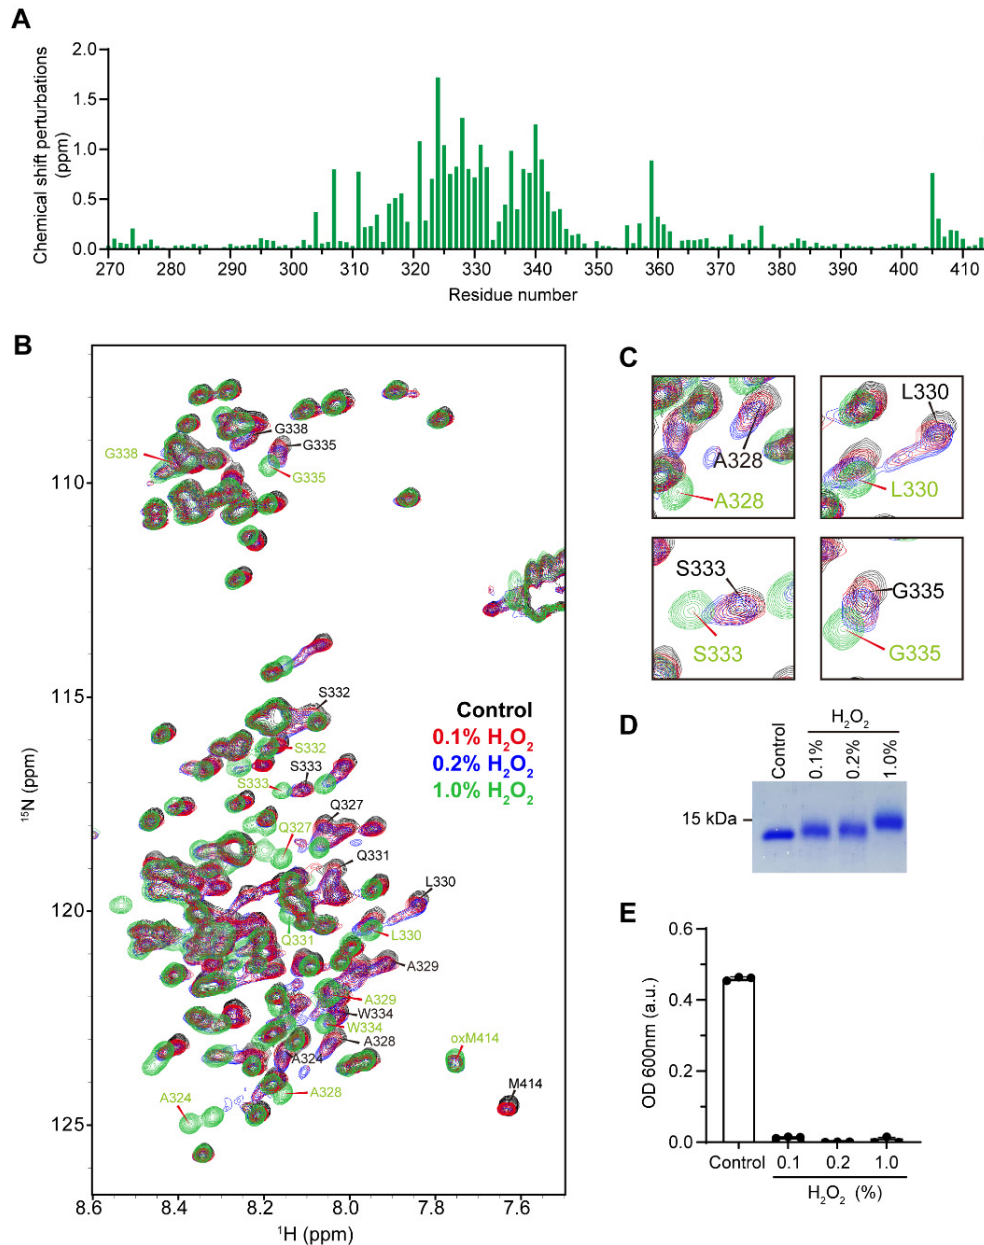 A
Chemical shift perturbations
(ppm)
2.0
1.5
1.0
0.5
0.0
270 280 290 300 310 320 330 340 350 360 370 380 390 400 410
Residue number
B
G338
G335
G338
G335
110
S332
115
Control
0.1% H₂O₂
0.2% H₂O₂
1.0% H₂O₂
S332
S333
S333
Q327
Q327
Q331
L330
120
Q331
L330
A329
A329
W334
W334
A328
A324
oxM414
A324
A328
M414
125
¹⁵N (ppm)
8.6 8.4 8.2 8.0 7.8 7.6
¹H (ppm)
C
A328
A328
L330
L330
S333
S333
G335
G335
D
H₂O₂
Control
0.1%
0.2%
1.0%
15 kDa
E
OD 600nm (a.u.)
0.6
0.4
0.2
0.0
Control 0.1 0.2 1.0
H₂O₂ (%)